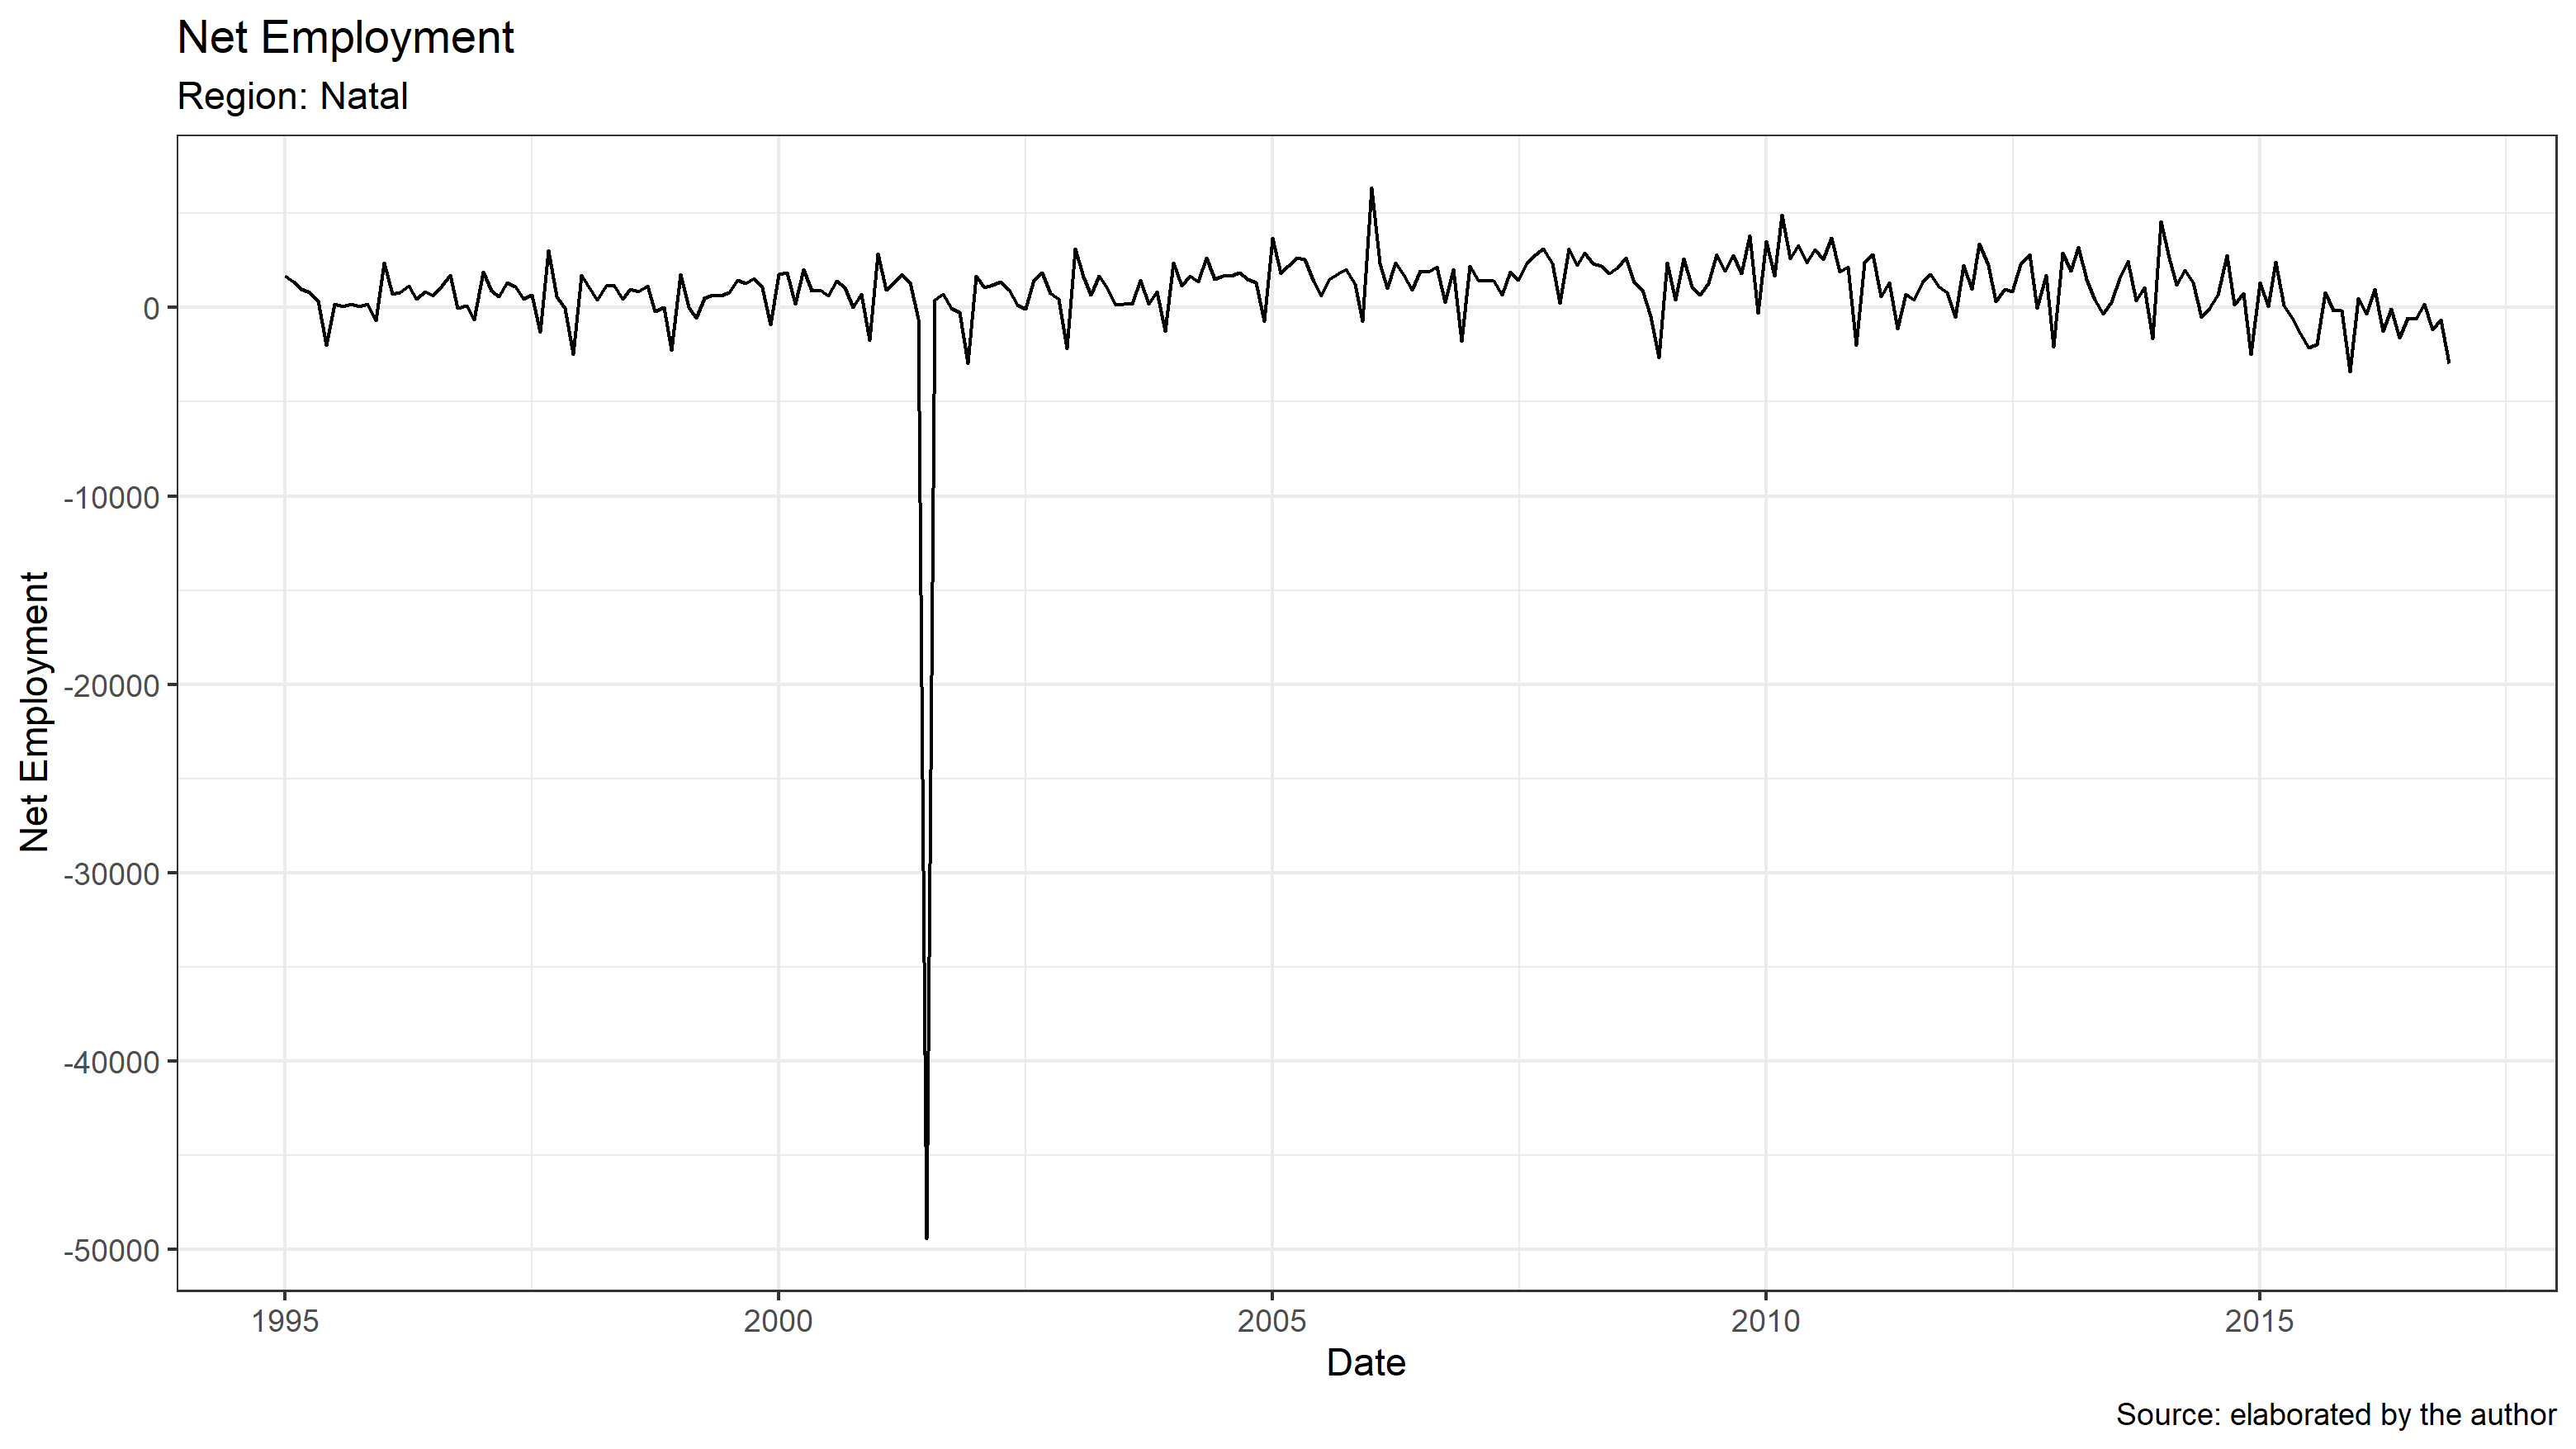 Net Employment
Region: Natal
Net Employment
0
-10000
-20000
-30000
-40000
-50000
1995
2000
2005
2010
2015
Date
Source: elaborated by the author